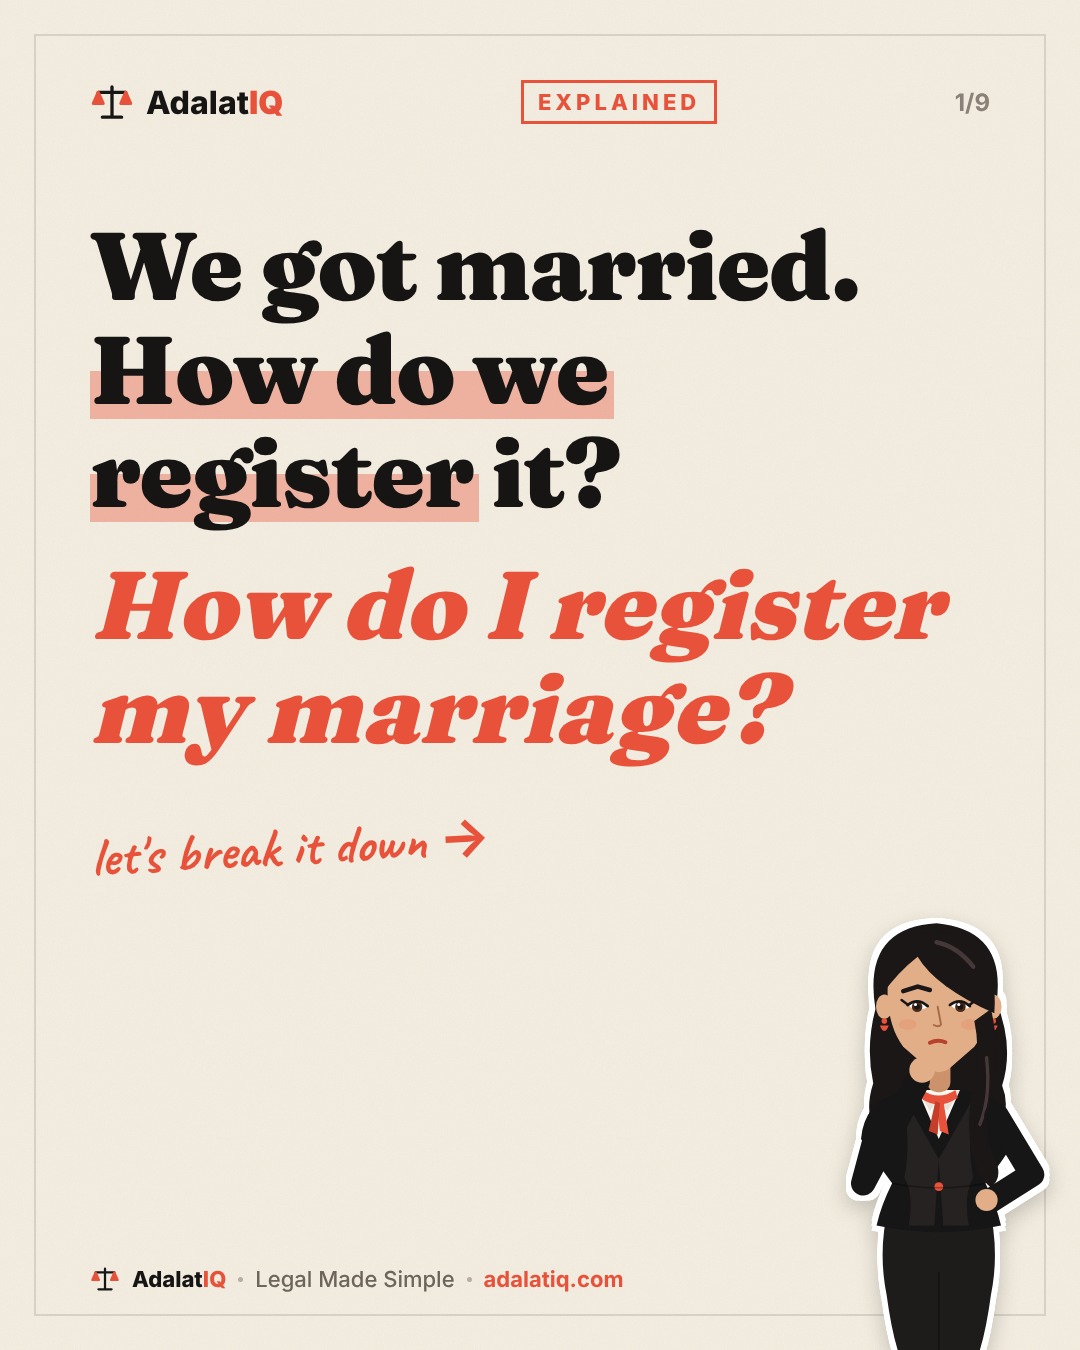 AdalatIQ
EXPLAINED
1/9
We got married.
How do we
register it?
How do I register
my marriage?
let's break it down →
AdalatIQ • Legal Made Simple • adalatiq.com